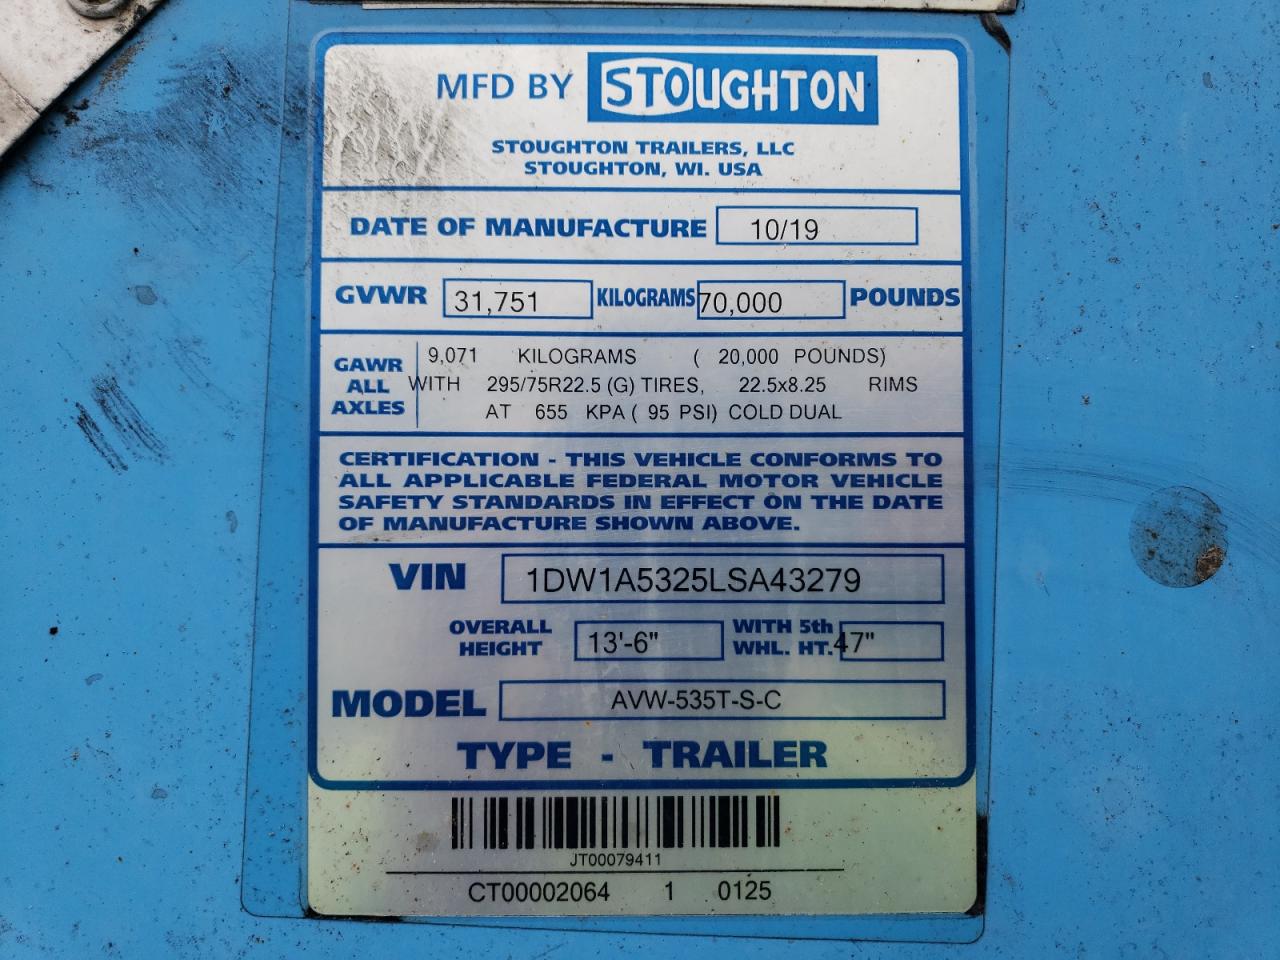 MFD BY STOUGHTON
STOUGHTON TRAILERS, LLC
STOUGHTON, WI. USA
DATE OF MANUFACTURE 10/19
GVWR 31,751 KILOGRAMS 70,000 POUNDS
GAWR ALL AXLES
9,071 KILOGRAMS ( 20,000 POUNDS)
WITH 295/75R22.5 (G) TIRES, 22.5x8.25 RIMS
AT 655 KPA ( 95 PSI) COLD DUAL
CERTIFICATION - THIS VEHICLE CONFORMS TO
ALL APPLICABLE FEDERAL MOTOR VEHICLE
SAFETY STANDARDS IN EFFECT ON THE DATE
OF MANUFACTURE SHOWN ABOVE.
VIN 1DW1A5325LSA43279
OVERALL HEIGHT 13'-6" WITH 5th WHL. HT. 47"
MODEL AVW-535T-S-C
TYPE - TRAILER
JT00079411
CT00002064 1 0125